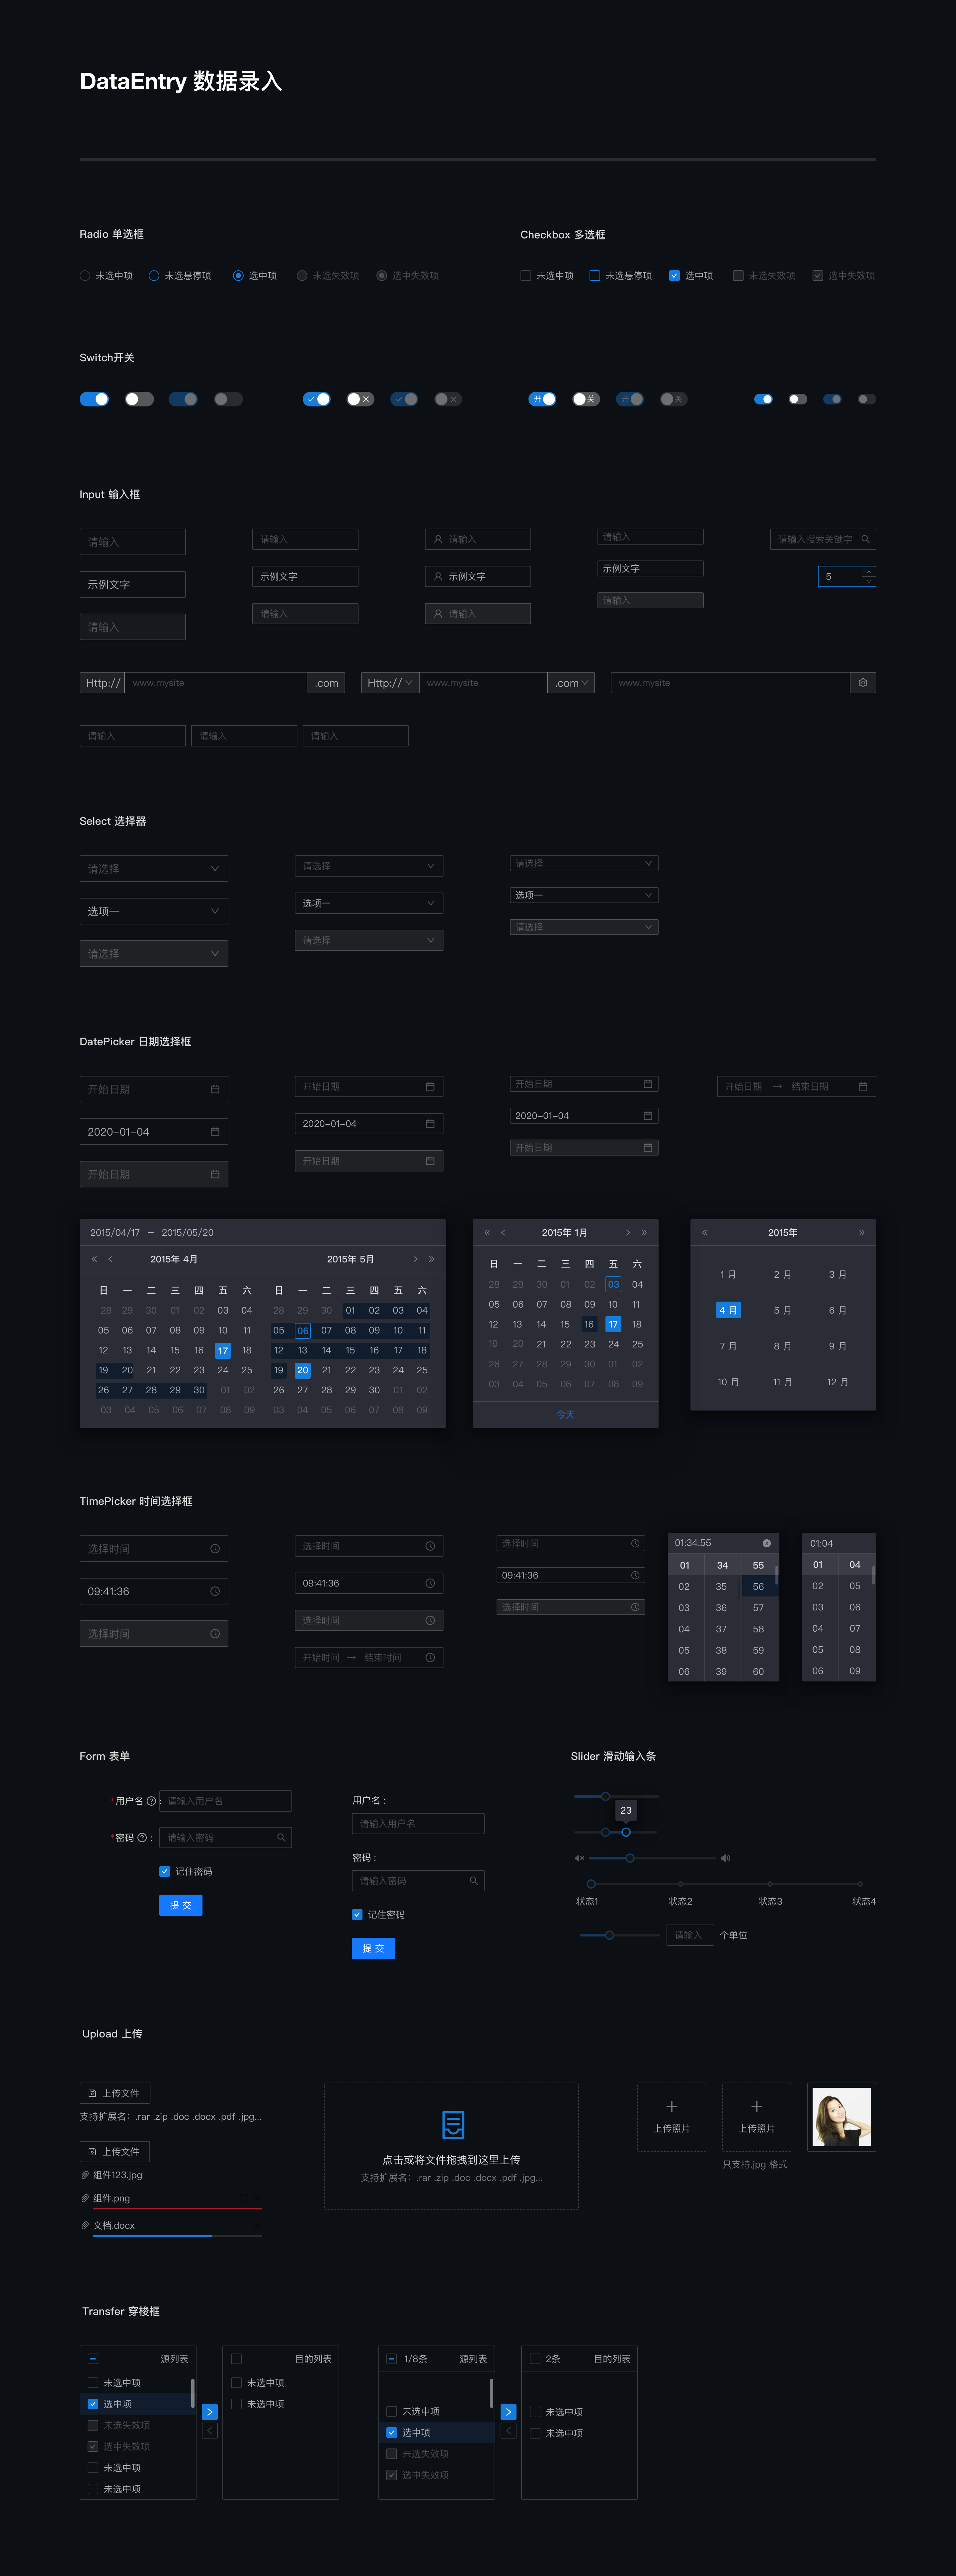 DataEntry 数据录入
Radio 单选框
Checkbox 多选框
未选中项 未选悬停项 选中项 未选失效项 选中失效项
未选中项 未选悬停项 选中项 未选失效项 选中失效项
Switch开关
开 关 开 关
Input 输入框
请输入 请输入 请输入 请输入 请输入搜索关键字
示例文字 示例文字 示例文字 示例文字 5
请输入 请输入 请输入 请输入
Http:// www.mysite .com Http:// www.mysite .com www.mysite
请输入 请输入 请输入
Select 选择器
请选择 请选择 请选择
选项一 选项一 选项一
请选择 请选择 请选择
DatePicker 日期选择框
开始日期 开始日期 开始日期 开始日期 → 结束日期
2020-01-04 2020-01-04 2020-01-04
开始日期 开始日期 开始日期
2015/04/17 – 2015/05/20
« ‹ 2015年 4月 2015年 5月 › »
日 一 二 三 四 五 六 日 一 二 三 四 五 六
28 29 30 01 02 03 04 28 29 30 01 02 03 04
05 06 07 08 09 10 11 05 06 07 08 09 10 11
12 13 14 15 16 17 18 12 13 14 15 16 17 18
19 20 21 22 23 24 25 19 20 21 22 23 24 25
26 27 28 29 30 01 02 26 27 28 29 30 01 02
03 04 05 06 07 08 09 03 04 05 06 07 08 09
« ‹ 2015年 1月 › »
日 一 二 三 四 五 六
28 29 30 01 02 03 04
05 06 07 08 09 10 11
12 13 14 15 16 17 18
19 20 21 22 23 24 25
26 27 28 29 30 01 02
03 04 05 06 07 08 09
今天
« 2015年 »
1 月 2 月 3 月
4 月 5 月 6 月
7 月 8 月 9 月
10 月 11 月 12 月
TimePicker 时间选择框
选择时间 选择时间 选择时间
09:41:36 09:41:36 09:41:36
选择时间 选择时间 选择时间
开始时间 → 结束时间
01:34:55
01 34 55
02 35 56
03 36 57
04 37 58
05 38 59
06 39 60
01:04
01 04
02 05
03 06
04 07
05 08
06 09
Form 表单
*用户名 : 请输入用户名
*密码 : 请输入密码
记住密码
提 交
用户名 :
请输入用户名
密码 :
请输入密码
记住密码
提 交
Slider 滑动输入条
23
状态1 状态2 状态3 状态4
请输入 个单位
Upload 上传
上传文件
支持扩展名：.rar .zip .doc .docx .pdf .jpg...
上传文件
组件123.jpg
组件.png
文档.docx
点击或将文件拖拽到这里上传
支持扩展名：.rar .zip .doc .docx .pdf .jpg...
上传照片 上传照片
只支持.jpg 格式
Transfer 穿梭框
源列表
未选中项
选中项
未选失效项
选中失效项
未选中项
未选中项
目的列表
未选中项
未选中项
1/8条 源列表
未选中项
选中项
未选失效项
选中失效项
2条 目的列表
未选中项
未选中项